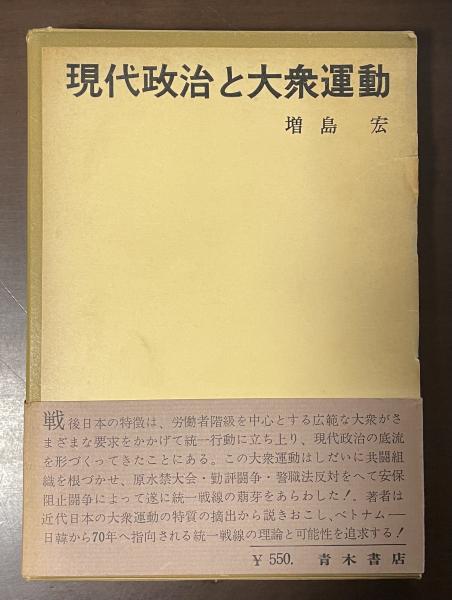 現代政治と大衆運動
増島 宏
戦後日本の特徴は、労働者階級を中心とする広範な大衆がさ
まざまな要求をかかげて統一行動に立ち上り、現代政治の底流
を形づくってきたことにある。この大衆運動はしだいに共闘組
織を根づかせ、原水禁大会・勤評闘争・警職法反対をへて安保
阻止闘争によって遂に統一戦線の萠芽をあらわした!。著者は
近代日本の大衆運動の特質の摘出から説きおこし、ベトナム—
日韓から70年へ指向される統一戦線の理論と可能性を追求する!
¥ 550. 青木書店